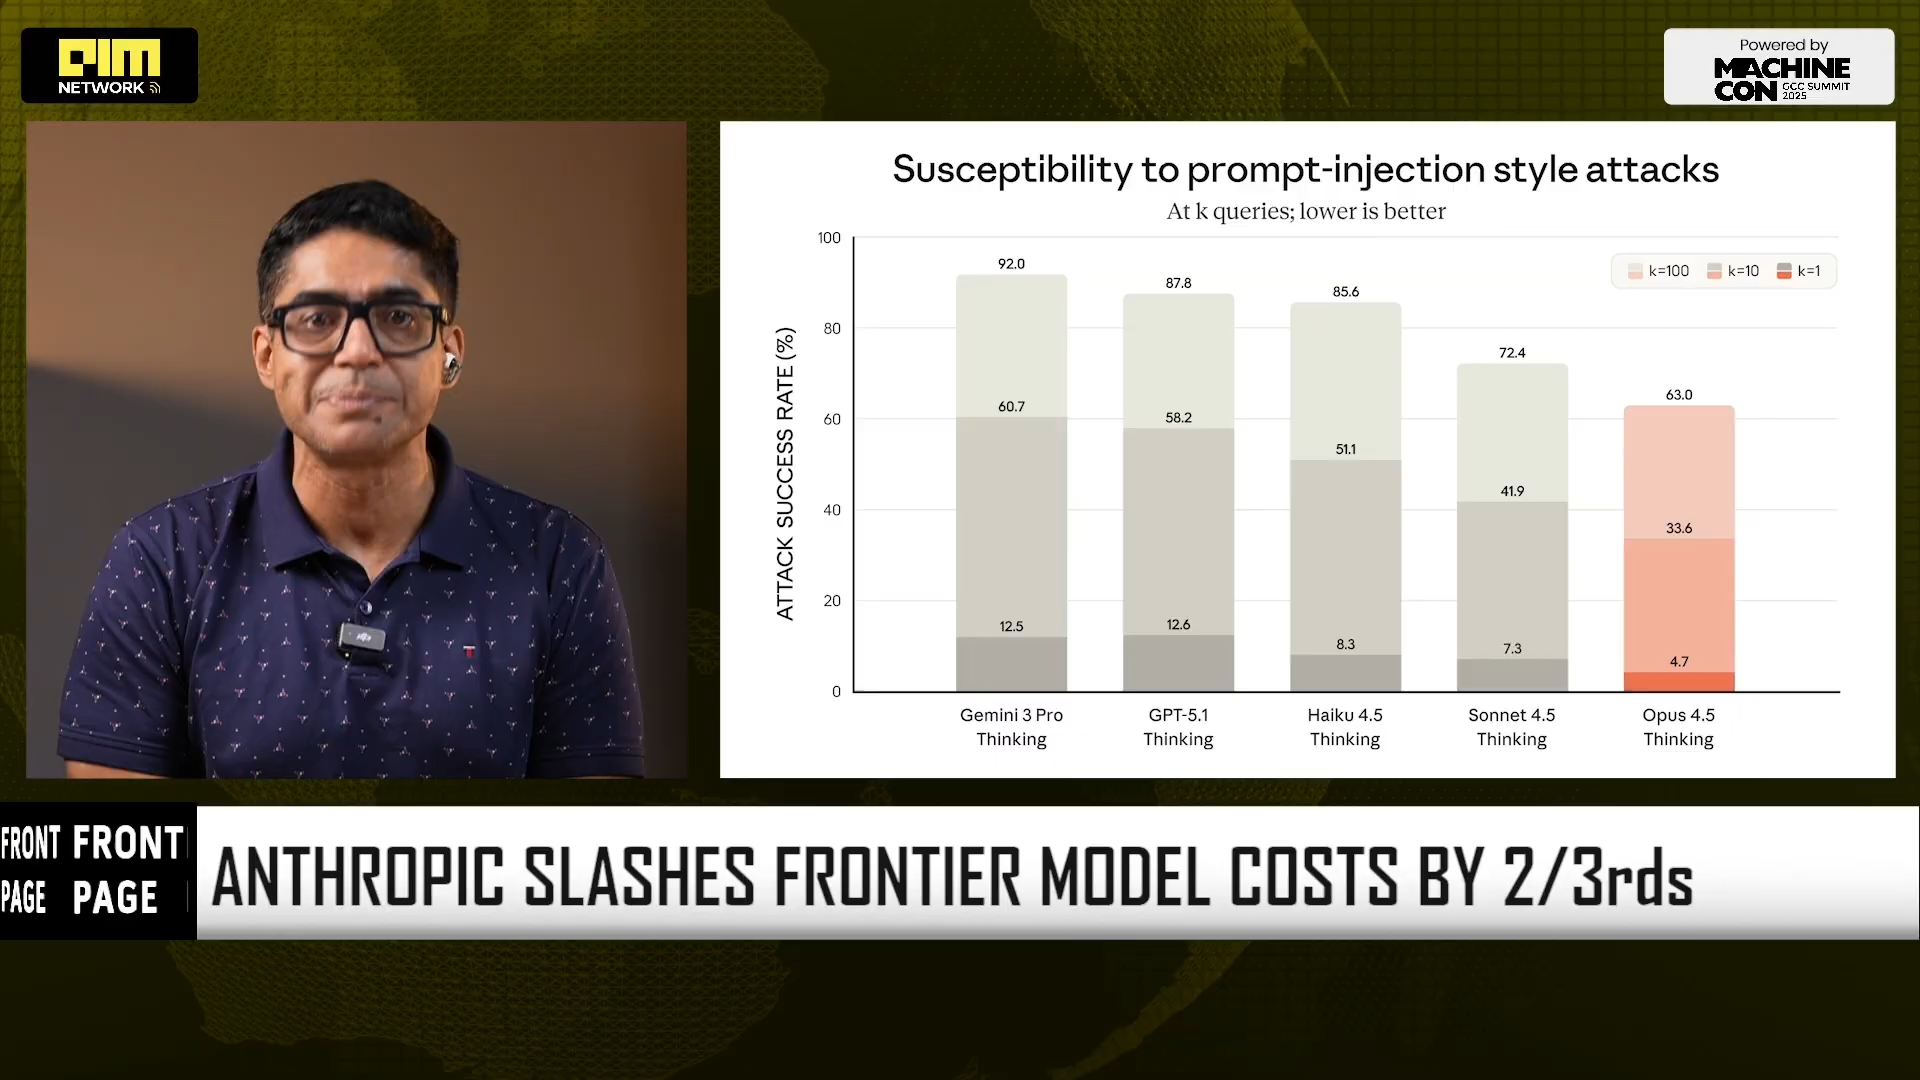 AIM
NETWORK
Powered by
MACHINE
CON GCC SUMMIT
2025
Susceptibility to prompt-injection style attacks
At k queries; lower is better
k=100 k=10 k=1
ATTACK SUCCESS RATE (%)
100
80
60
40
20
0
92.0
60.7
12.5
87.8
58.2
12.6
85.6
51.1
8.3
72.4
41.9
7.3
63.0
33.6
4.7
Gemini 3 Pro
Thinking
GPT-5.1
Thinking
Haiku 4.5
Thinking
Sonnet 4.5
Thinking
Opus 4.5
Thinking
FRONT FRONT
PAGE PAGE
ANTHROPIC SLASHES FRONTIER MODEL COSTS BY 2/3rds